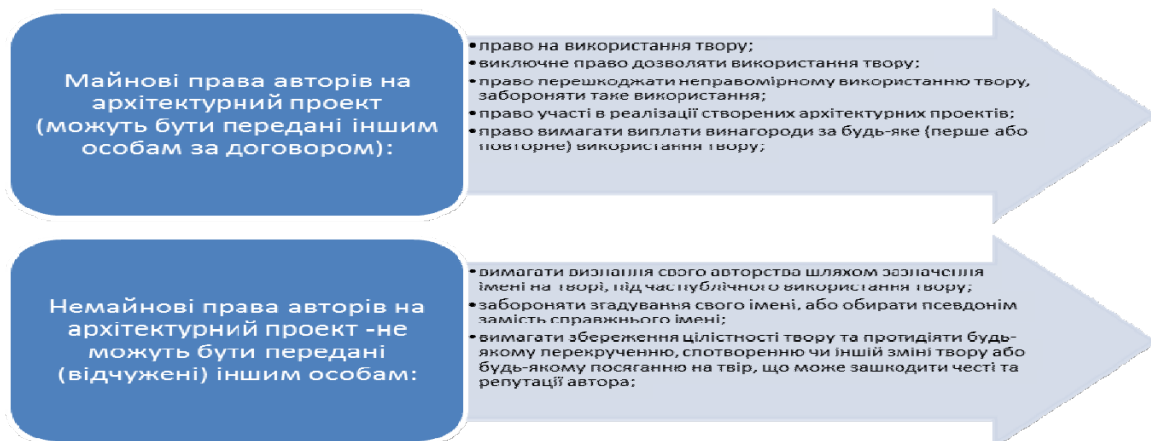 Майнові права авторів на
архітектурний проект
(можуть бути передані іншим
особам за договором):
•право на використання твору;
•виключне право дозволяти використання твору;
•право перешкоджати неправомірному використанню твору,
забороняти таке використання;
•право участі в реалізації створених архітектурних проектів;
•право вимагати виплати винагороди за будь-яке (перше або
повторне) використання твору;
Немайнові права авторів на
архітектурний проект -не
можуть бути передані
(відчужені) іншим особам:
•вимагати визнання свого авторства шляхом зазначення
імені на творі, під час публічного використання твору;
•забороняти згадування свого імені, або обирати псевдонім
замість справжнього імені;
•вимагати збереження цілістності твору та протидіяти будь-
якому перекрученню, спотворенню чи іншій зміні твору або
будь-якому посяганню на твір, що може зашкодити честі та
репутації автора;